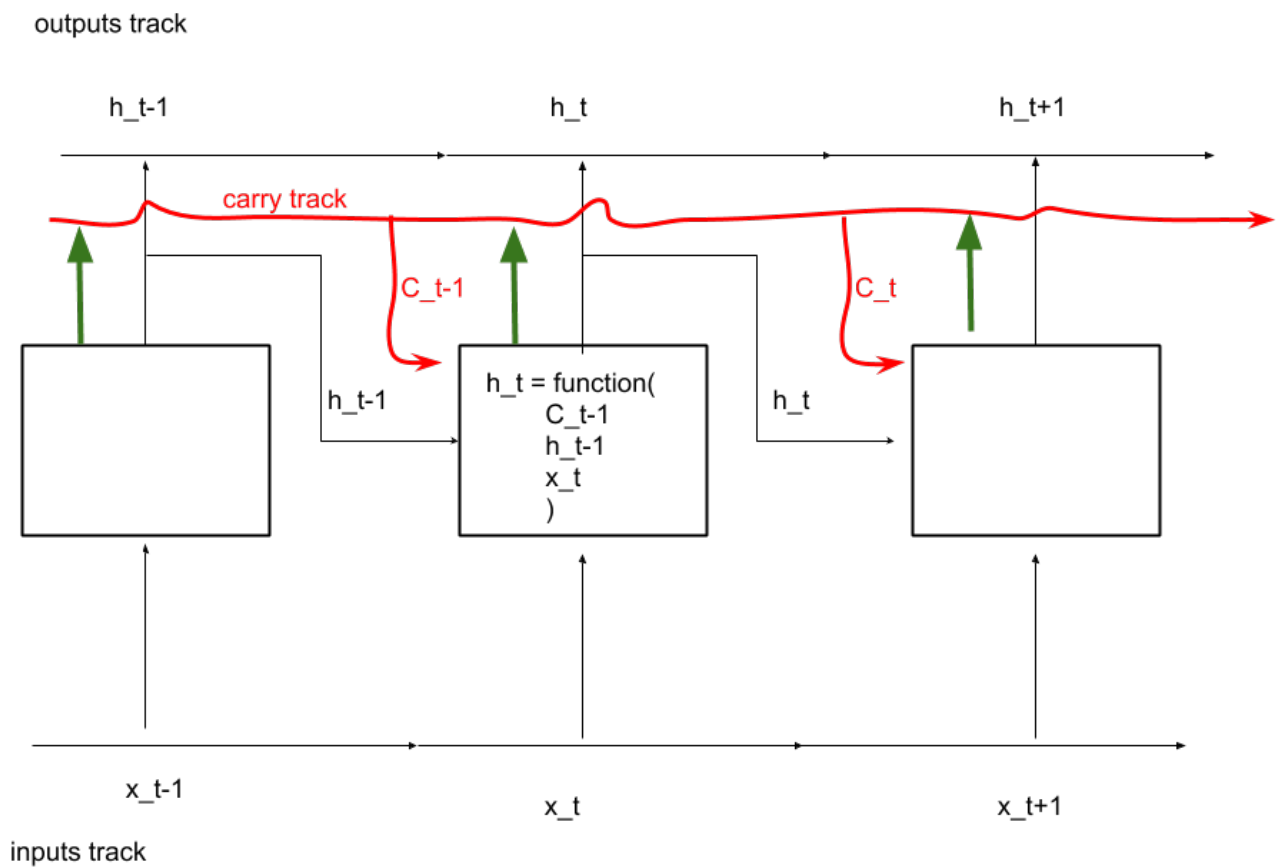 outputs track
h_t-1
h_t
h_t+1
carry track
C_t-1
C_t
h_t-1
h_t = function(
C_t-1
h_t-1
x_t
)
h_t
x_t-1
x_t
x_t+1
inputs track